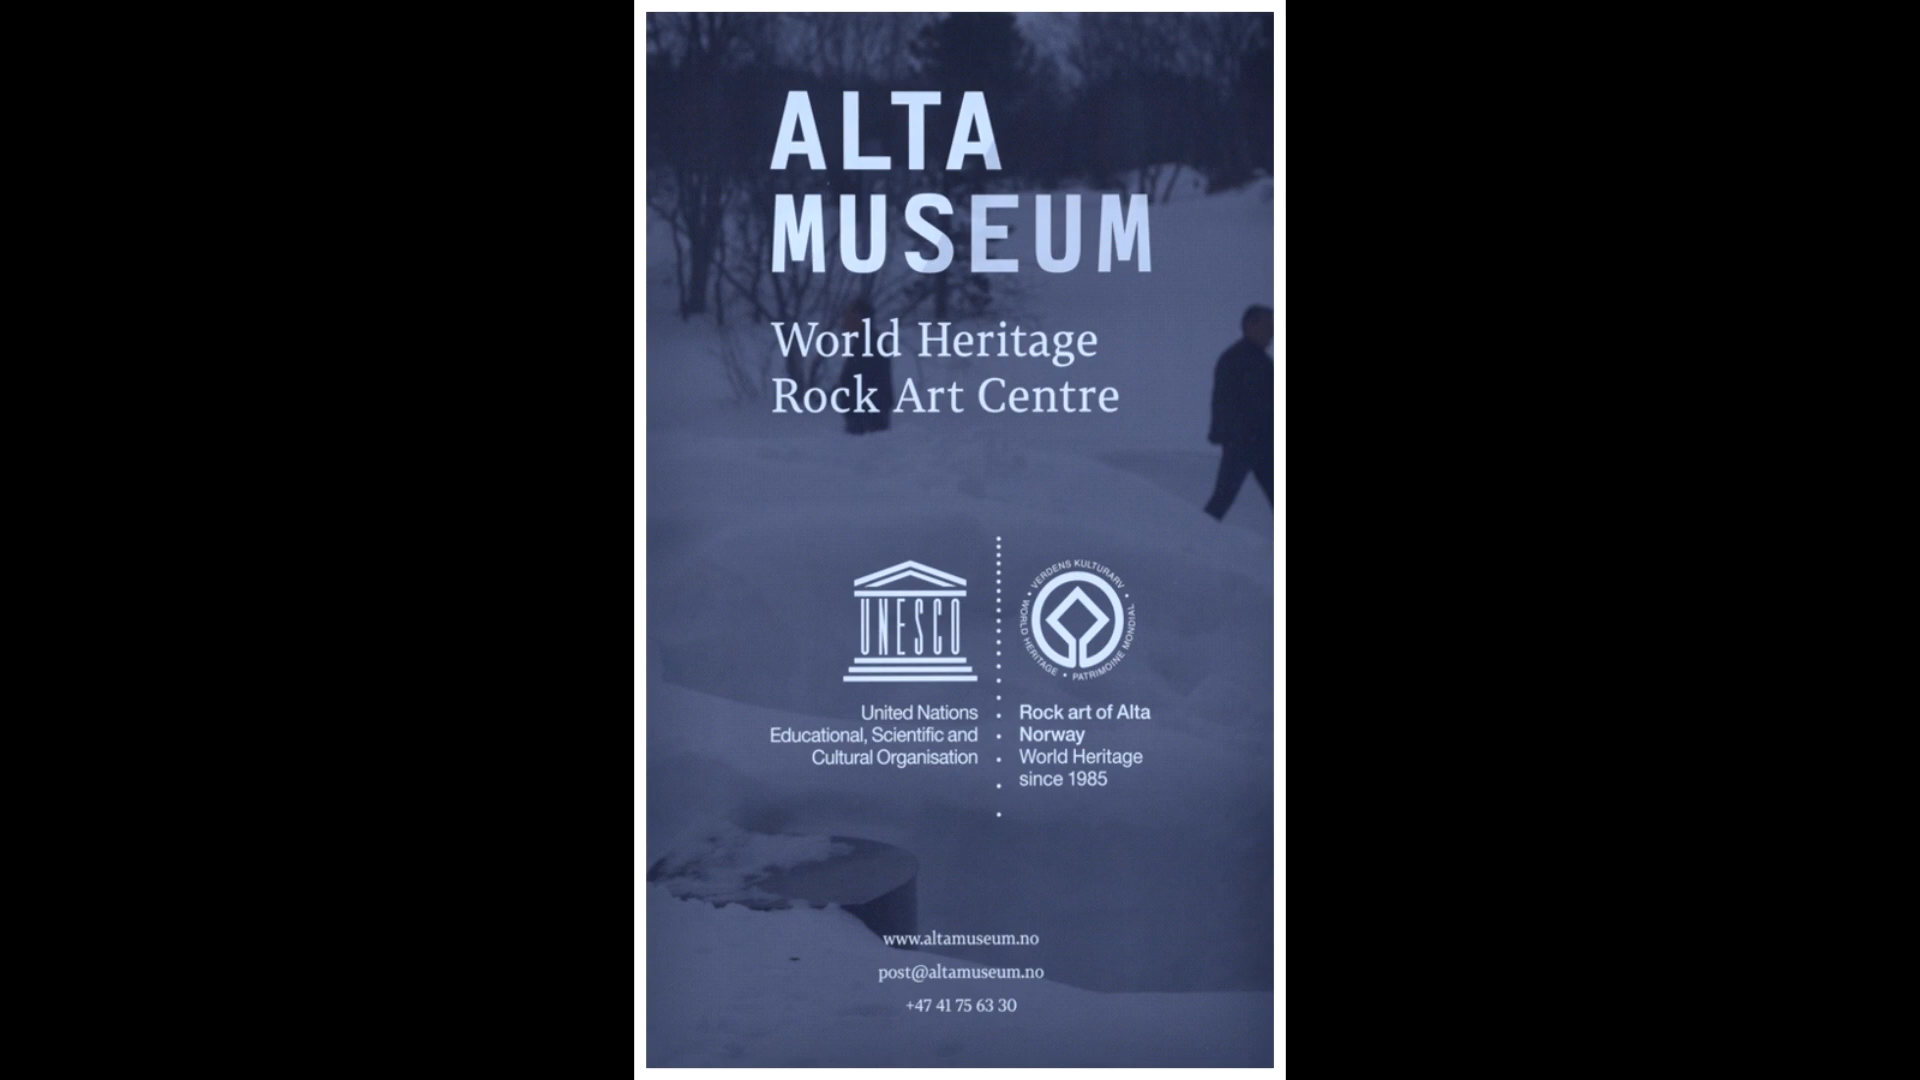 ALTA
MUSEUM
World Heritage
Rock Art Centre
UNESCO
United Nations
Educational, Scientific and
Cultural Organisation
VERDENS KULTURARV • WORLD HERITAGE • PATRIMOINE MONDIAL •
Rock art of Alta
Norway
World Heritage
since 1985
www.altamuseum.no
post@altamuseum.no
+47 41 75 63 30